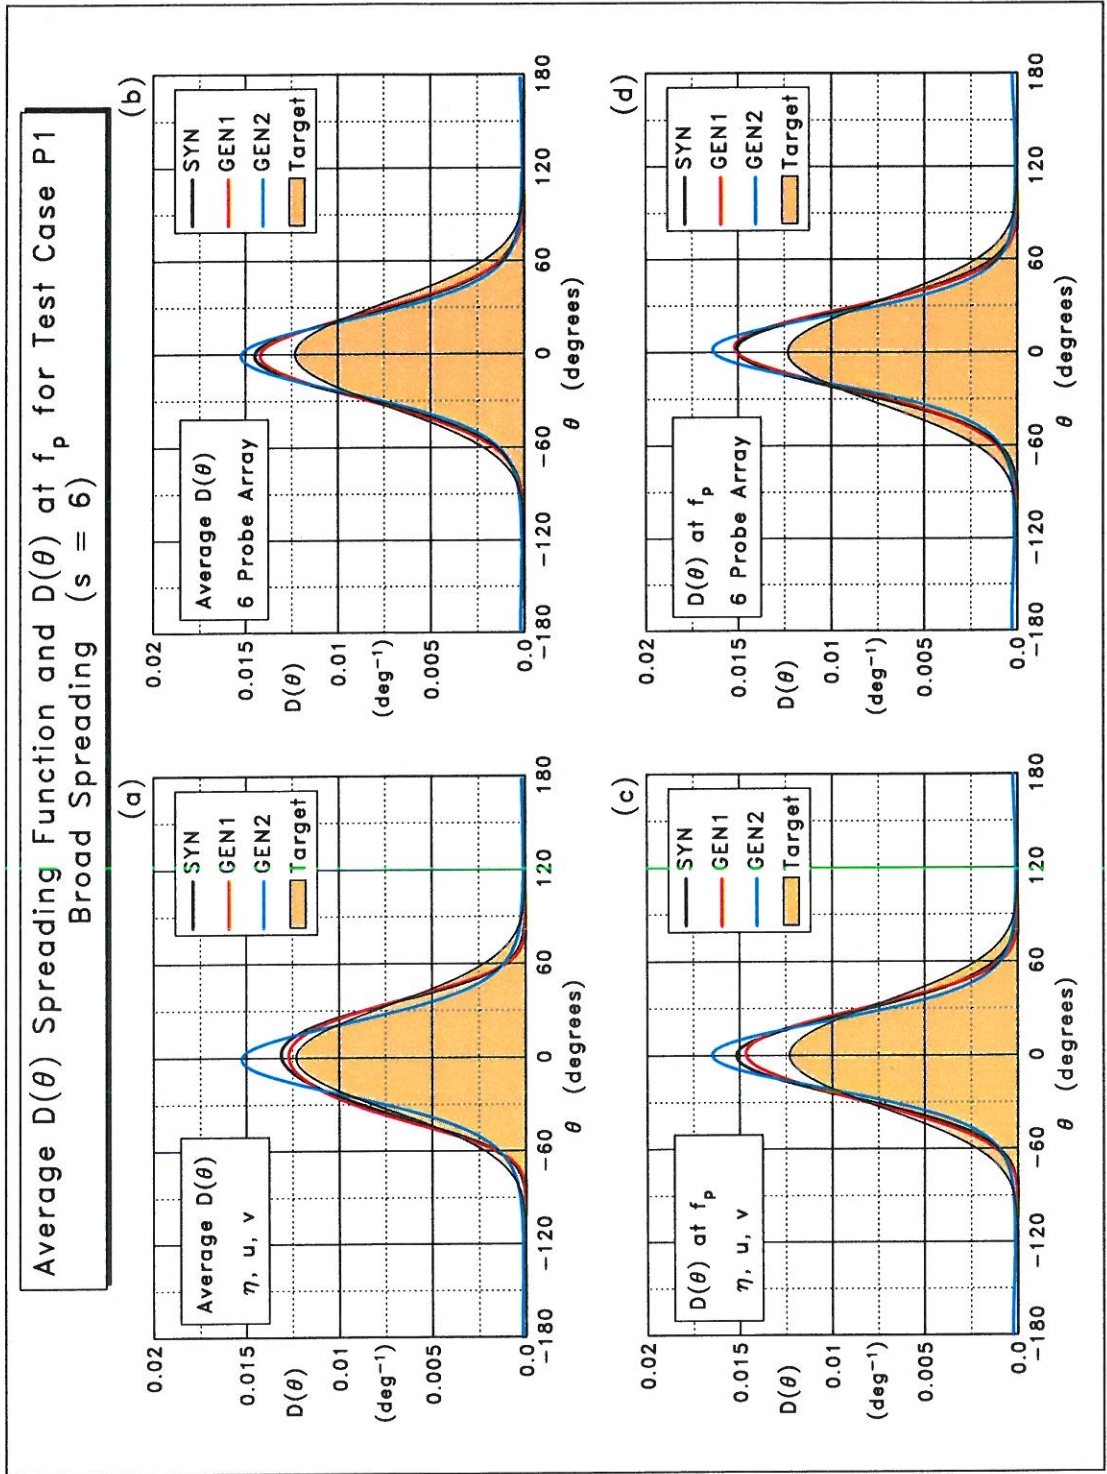 Average D(θ) Spreading Function and D(θ) at fp for Test Case P1
Broad Spreading (s = 6)
(a)
0.02
0.015
D(θ)
0.01
(deg⁻¹)
0.005
0.0
Average D(θ)
η, u, v
SYN
GEN1
GEN2
Target
-180 -120 -60 0 60 120 180
θ (degrees)
(b)
0.02
0.015
D(θ)
0.01
(deg⁻¹)
0.005
0.0
Average D(θ)
6 Probe Array
SYN
GEN1
GEN2
Target
-180 -120 -60 0 60 120 180
θ (degrees)
(c)
0.02
0.015
D(θ)
0.01
(deg⁻¹)
0.005
0.0
D(θ) at fp
η, u, v
SYN
GEN1
GEN2
Target
-180 -120 -60 0 60 120 180
θ (degrees)
(d)
0.02
0.015
D(θ)
0.01
(deg⁻¹)
0.005
0.0
D(θ) at fp
6 Probe Array
SYN
GEN1
GEN2
Target
-180 -120 -60 0 60 120 180
θ (degrees)